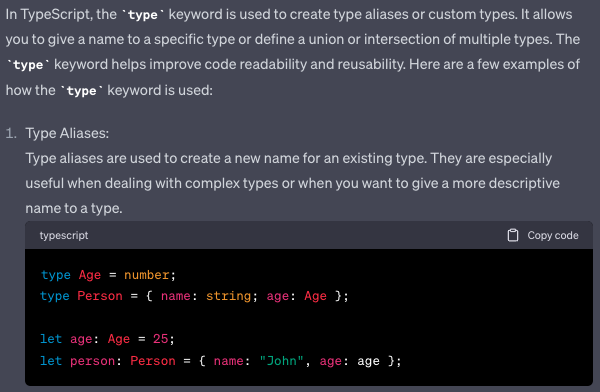 In TypeScript, the `type` keyword is used to create type aliases or custom types. It allows
you to give a name to a specific type or define a union or intersection of multiple types. The
`type` keyword helps improve code readability and reusability. Here are a few examples of
how the `type` keyword is used:
1. Type Aliases:
Type aliases are used to create a new name for an existing type. They are especially
useful when dealing with complex types or when you want to give a more descriptive
name to a type.
typescript Copy code
type Age = number;
type Person = { name: string; age: Age };
let age: Age = 25;
let person: Person = { name: "John", age: age };